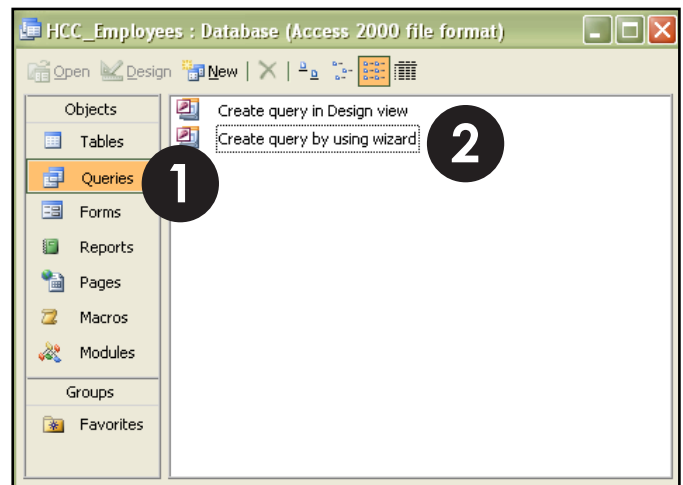 HCC_Employees : Database (Access 2000 file format)
Open Design New
Objects
Tables
Queries
Forms
Reports
Pages
Macros
Modules
Groups
Favorites
Create query in Design view
Create query by using wizard
1
2